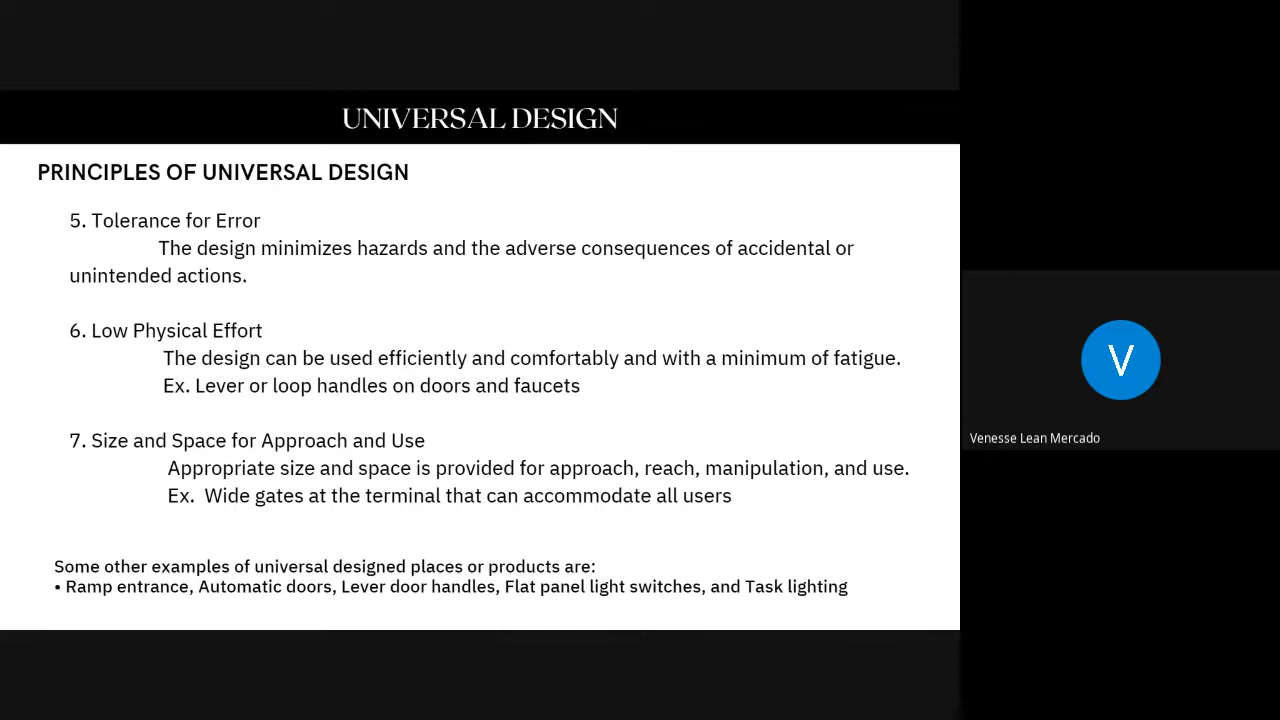 UNIVERSAL DESIGN
PRINCIPLES OF UNIVERSAL DESIGN
5. Tolerance for Error
The design minimizes hazards and the adverse consequences of accidental or
unintended actions.
6. Low Physical Effort
The design can be used efficiently and comfortably and with a minimum of fatigue.
Ex. Lever or loop handles on doors and faucets
7. Size and Space for Approach and Use
Appropriate size and space is provided for approach, reach, manipulation, and use.
Ex. Wide gates at the terminal that can accommodate all users
Some other examples of universal designed places or products are:
• Ramp entrance, Automatic doors, Lever door handles, Flat panel light switches, and Task lighting
V
Venesse Lean Mercado